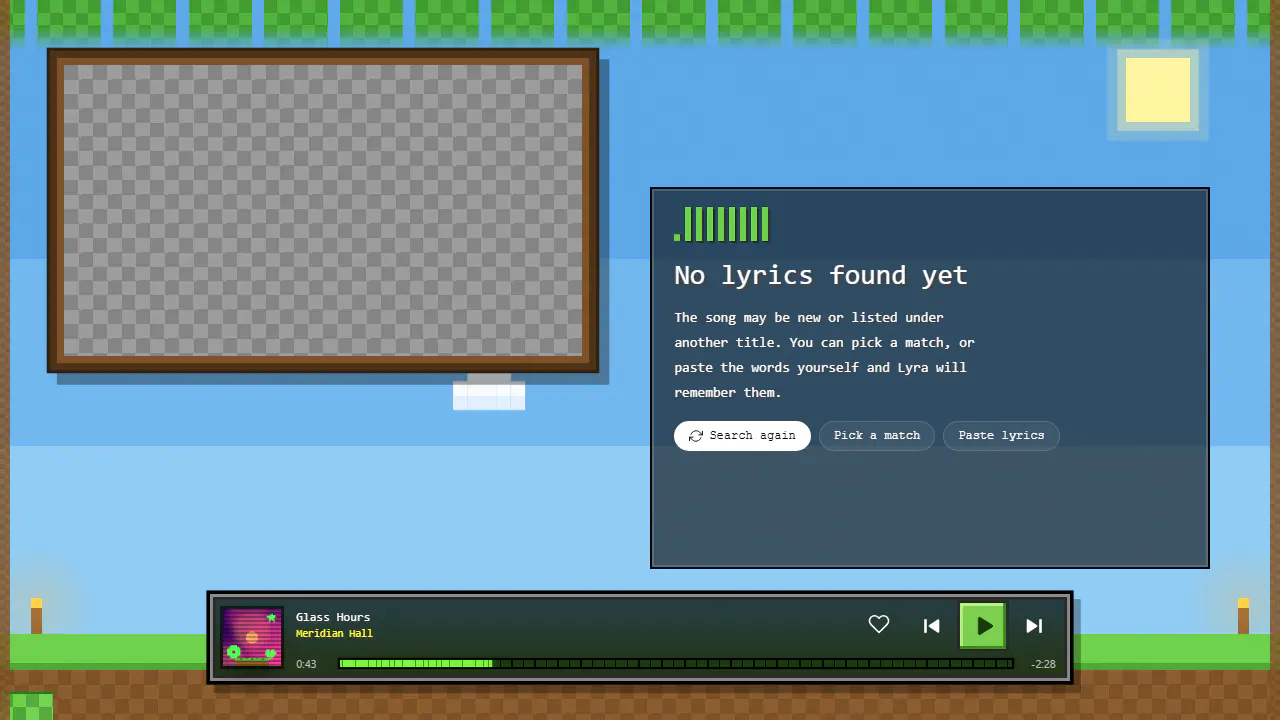 No lyrics found yet
The song may be new or listed under
another title. You can pick a match, or
paste the words yourself and Lyra will
remember them.
Search again
Pick a match
Paste lyrics
Glass Hours
Meridian Hall
0:43
-2:28